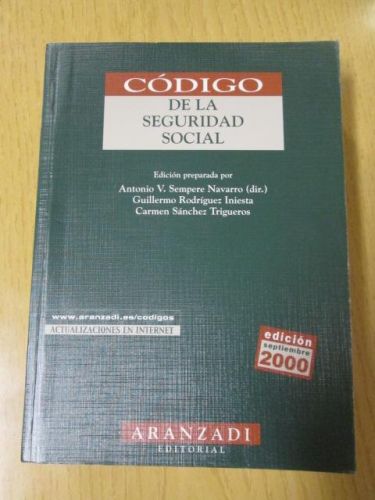 CÓDIGO
DE LA
SEGURIDAD
SOCIAL
Edición preparada por
Antonio V. Sempere Navarro (dir.)
Guillermo Rodríguez Iniesta
Carmen Sánchez Trigueros
www.aranzadi.es/codigos
ACTUALIZACIONES EN INTERNET
edición
septiembre
2000
ARANZADI
EDITORIAL